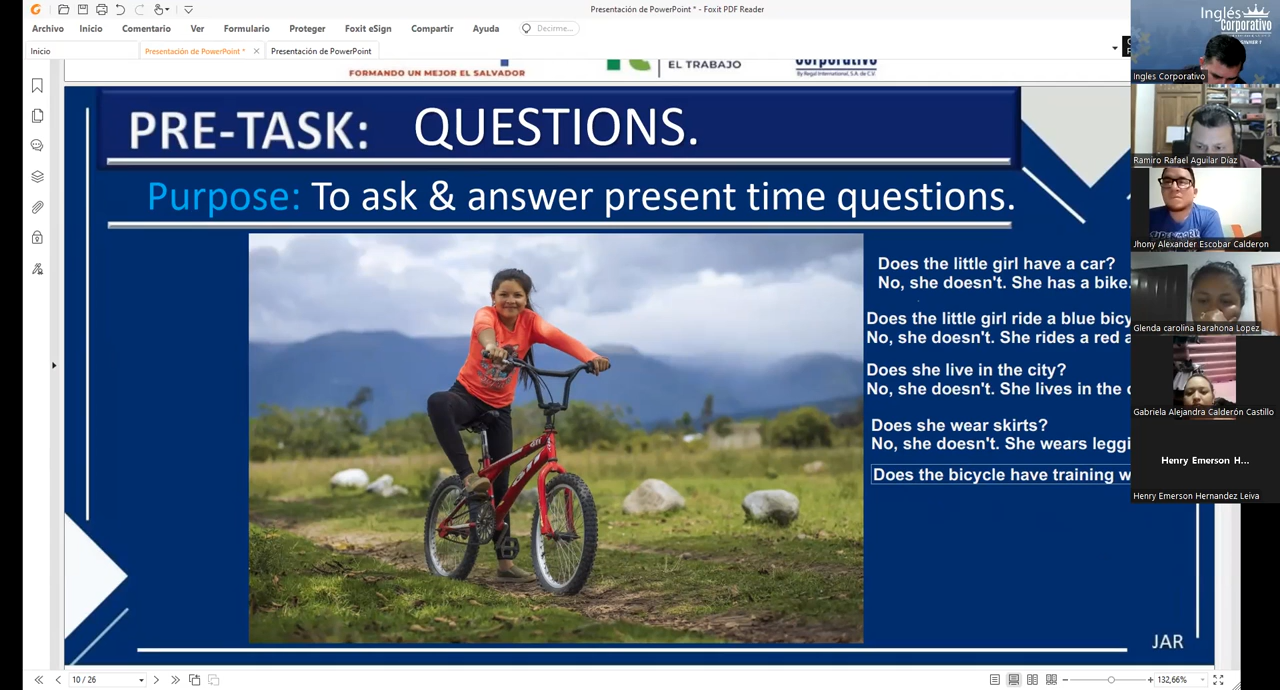 Presentación de PowerPoint * - Foxit PDF Reader
Archivo Inicio Comentario Ver Formulario Proteger Foxit eSign Compartir Ayuda Decirme...
Inicio Presentación de PowerPoint * Presentación de PowerPoint
FORMANDO UN MEJOR EL SALVADOR
EL TRABAJO
Corporativo
By Regal International, S.A. de C.V.
PRE-TASK: QUESTIONS.
Purpose: To ask & answer present time questions.
Does the little girl have a car?
No, she doesn't. She has a bike.
Does the little girl ride a blue bicy
No, she doesn't. She rides a red a
Does she live in the city?
No, she doesn't. She lives in the
Does she wear skirts?
No, she doesn't. She wears leggi
Does the bicycle have training w
JAR
10 / 26
132,66%
Inglés
Corporativo
Ingles Corporativo
Ramiro Rafael Aguilar Díaz
Jhony Alexander Escobar Calderon
Glenda carolina Barahona Lopez
Gabriela Alejandra Calderón Castillo
Henry Emerson H...
Henry Emerson Hernandez Leiva